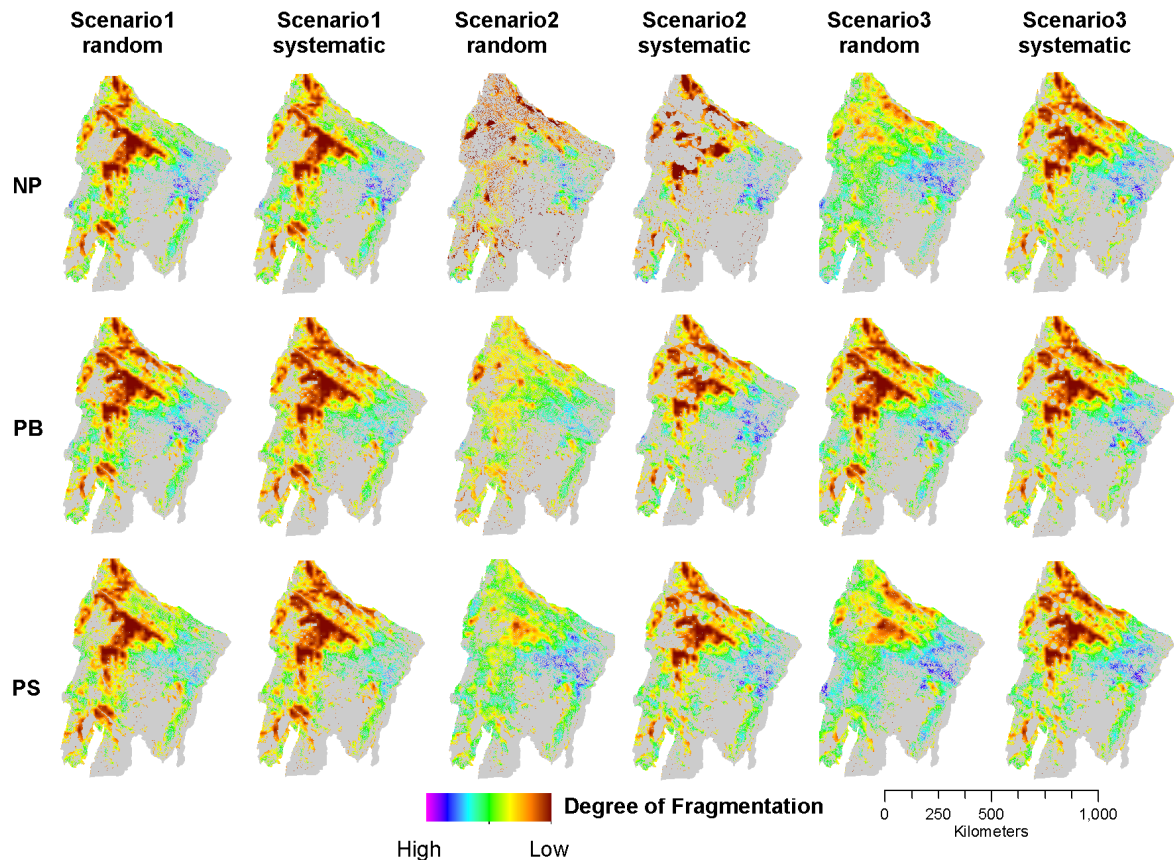 Scenario1 Scenario1 Scenario2 Scenario2 Scenario3 Scenario3
random systematic random systematic random systematic
NP
PB
PS
Degree of Fragmentation
High Low
0 250 500 1,000
Kilometers